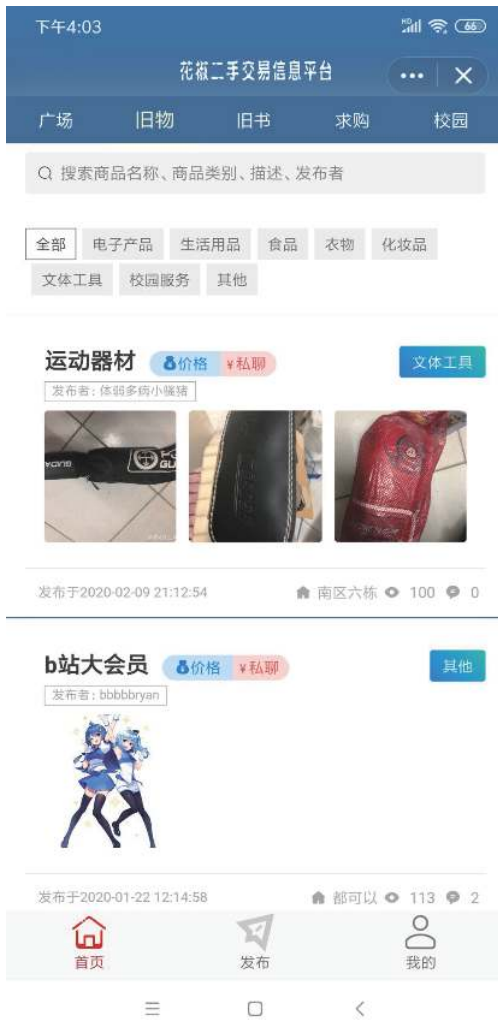 下午4:03
HD 66
花椒二手交易信息平台
广场 旧物 旧书 求购 校园
搜索商品名称、商品类别、描述、发布者
全部 电子产品 生活用品 食品 衣物 化妆品
文体工具 校园服务 其他
运动器材 价格 ¥私聊 文体工具
发布者:体弱多病小骚猪
发布于2020-02-09 21:12:54 南区六栋 100 0
b站大会员 价格 ¥私聊 其他
发布者:bbbbbryan
发布于2020-01-22 12:14:58 都可以 113 2
首页 发布 我的